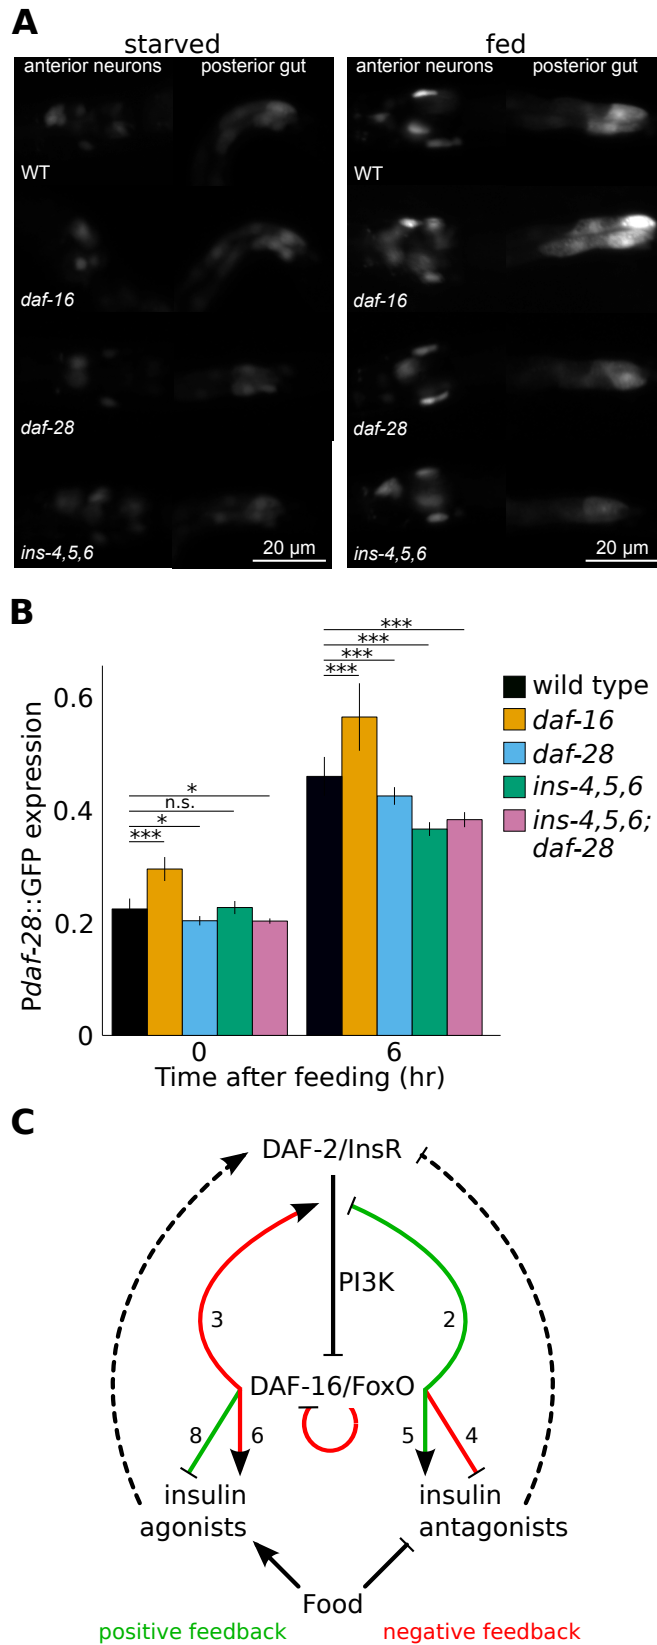 A
starved
fed
anterior neurons posterior gut
anterior neurons posterior gut
WT
WT
daf-16
daf-16
daf-28
daf-28
ins-4,5,6
20 µm
ins-4,5,6
20 µm
B
Pdaf-28::GFP expression
0.6
0.4
0.2
0
***
*
n.s.
*
***
***
***
***
wild type
daf-16
daf-28
ins-4,5,6
ins-4,5,6;
daf-28
0
6
Time after feeding (hr)
C
DAF-2/InsR
PI3K
3
2
DAF-16/FoxO
8
6
5
4
insulin
agonists
insulin
antagonists
Food
positive feedback
negative feedback